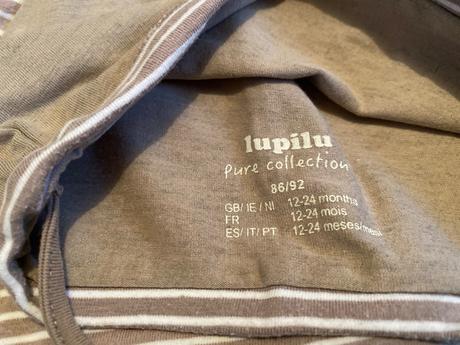 lupilu
pure collection
86/92
GB/ IE / NI 12-24 months
FR 12-24 mois
ES/ IT/ PT 12-24 meses/mesi